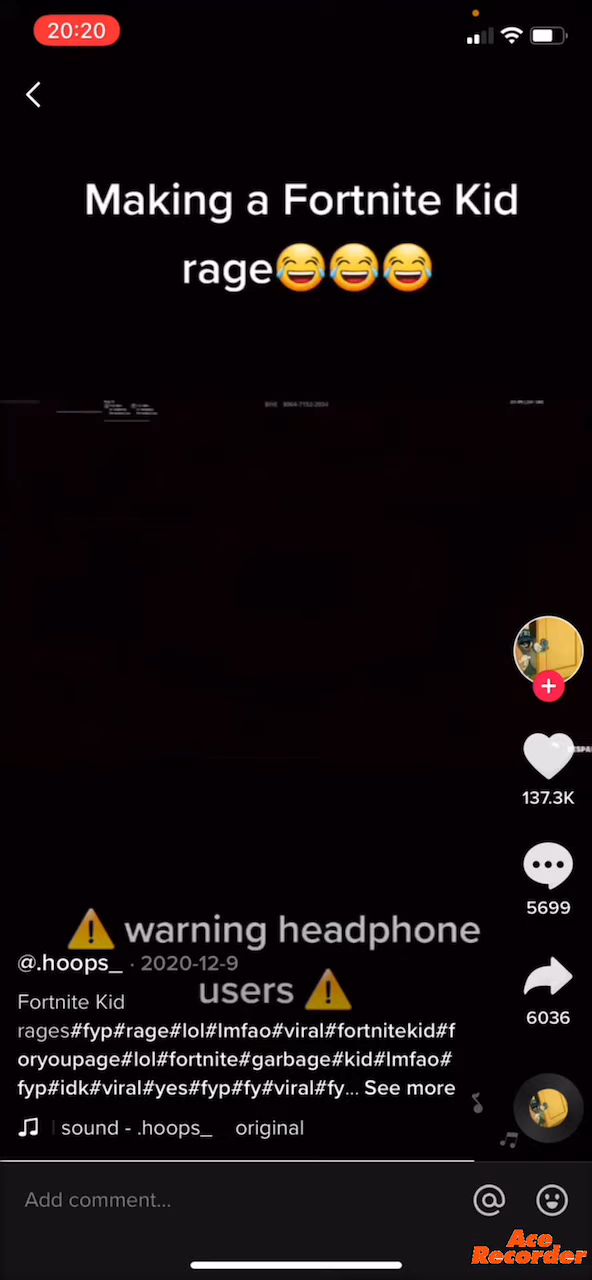 20:20
Making a Fortnite Kid
rage😂😂😂
137.3K
5699
⚠️ warning headphone
users ⚠️
@.hoops_ · 2020-12-9
Fortnite Kid
rages#fyp#rage#lol#lmfao#viral#fortnitekid#f
oryoupage#lol#fortnite#garbage#kid#lmfao#
fyp#idk#viral#yes#fyp#fy#viral#fy... See more
6036
sound - .hoops_ original
Add comment...
Ace
Recorder